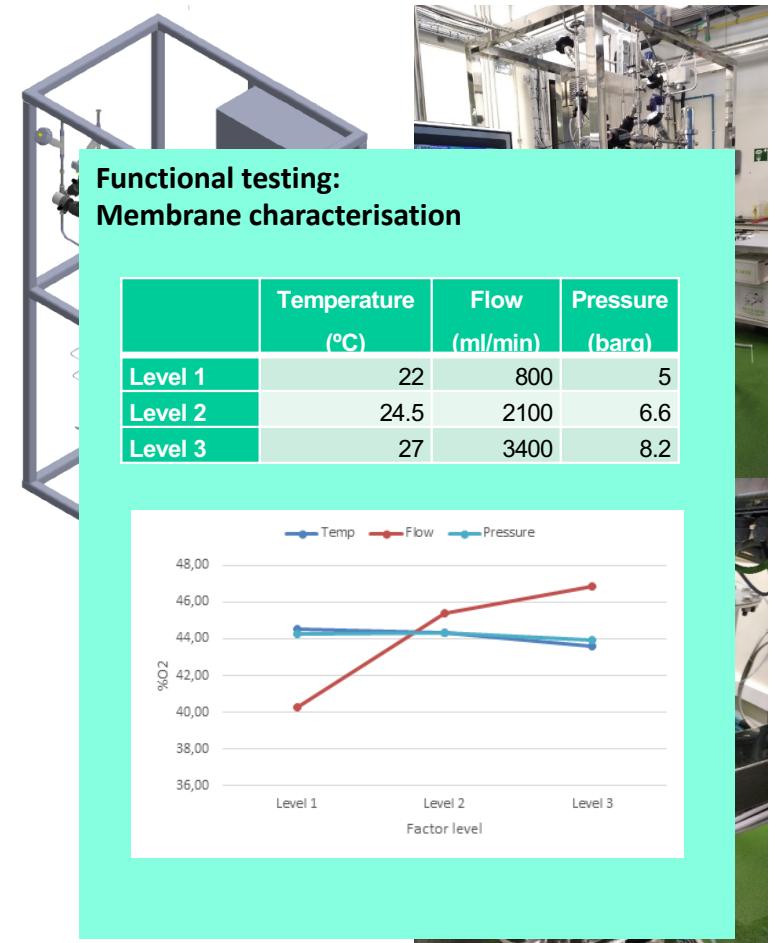 Functional testing:
Membrane characterisation
Temperature Flow Pressure
(ºC) (ml/min) (barg)
Level 1 22 800 5
Level 2 24.5 2100 6.6
Level 3 27 3400 8.2
Temp Flow Pressure
48,00
46,00
44,00
42,00
40,00
38,00
36,00
%O2
Level 1 Level 2 Level 3
Factor level